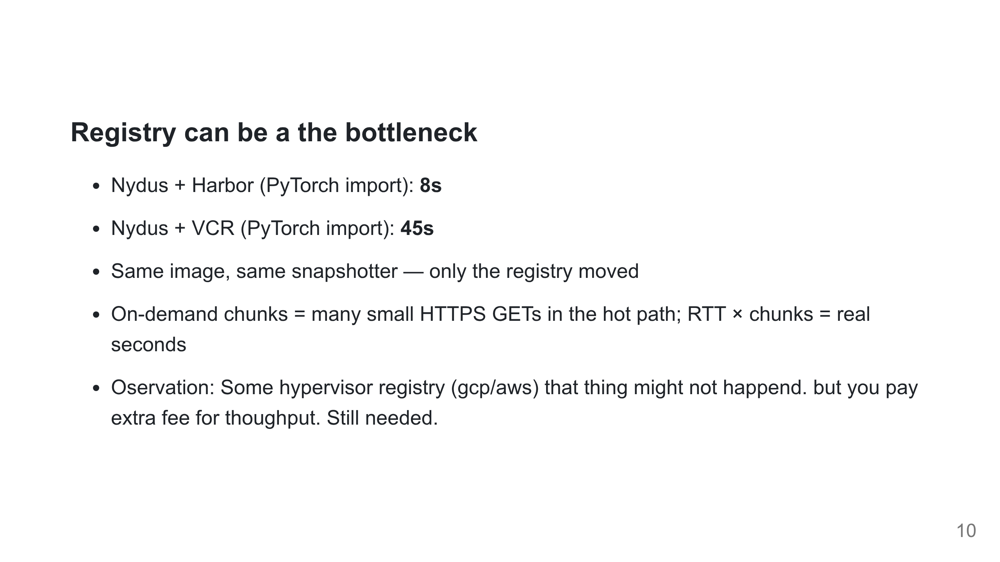 Registry can be a the bottleneck
• Nydus + Harbor (PyTorch import): 8s
• Nydus + VCR (PyTorch import): 45s
• Same image, same snapshotter — only the registry moved
• On-demand chunks = many small HTTPS GETs in the hot path; RTT × chunks = real
seconds
• Oservation: Some hypervisor registry (gcp/aws) that thing might not happend. but you pay
extra fee for thoughput. Still needed.
10